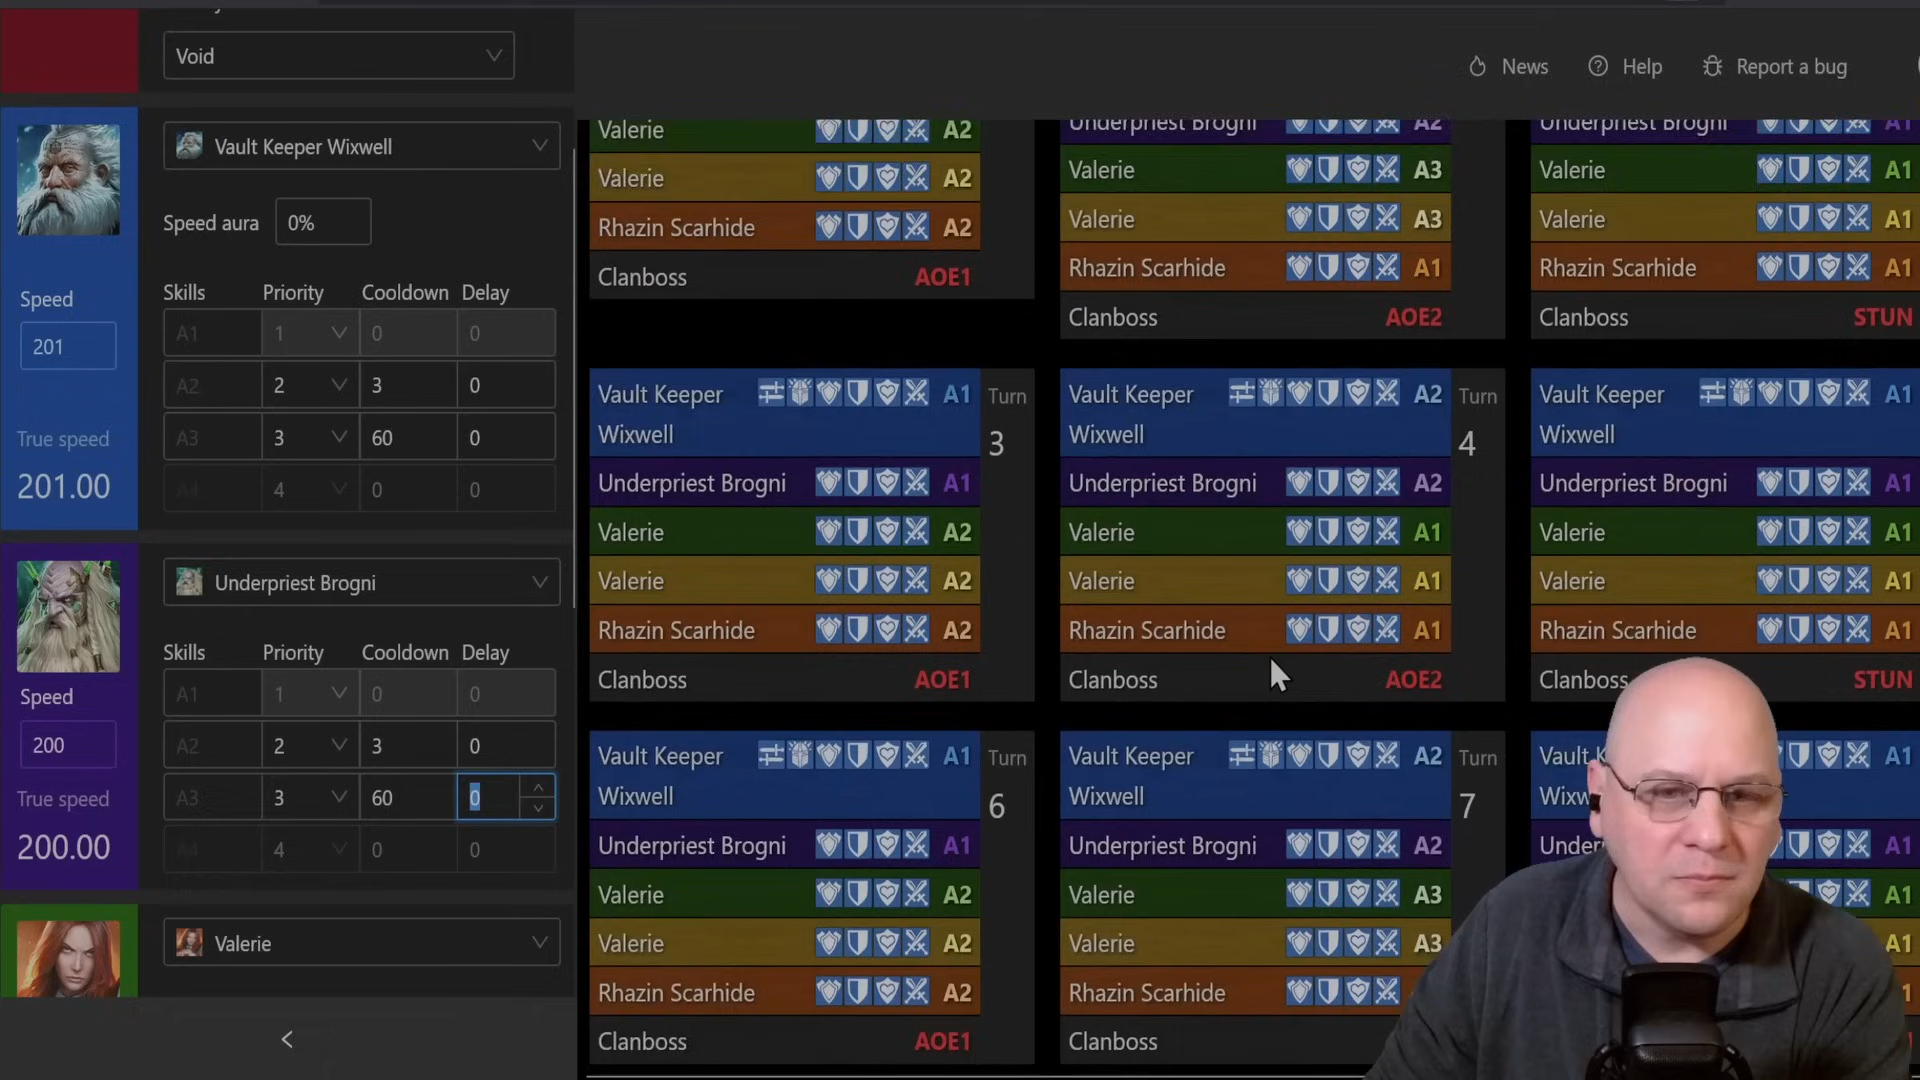 Void
News
Help
Report a bug
Vault Keeper Wixwell
Speed aura
0%
Skills Priority Cooldown Delay
A1 1 0 0
Speed
201
A2 2 3 0
True speed
201.00
A3 3 60 0
A4 4 0 0
Underpriest Brogni
Skills Priority Cooldown Delay
Speed
200
A1 1 0 0
A2 2 3 0
True speed
200.00
A3 3 60 0
A4 4 0 0
Valerie
Valerie A2
Valerie A2
Rhazin Scarhide A2
Clanboss AOE1
Underpriest Brogni A2
Valerie A3
Valerie A3
Rhazin Scarhide A1
Clanboss AOE2
Underpriest Brogni A1
Valerie A1
Valerie A1
Rhazin Scarhide A1
Clanboss STUN
Vault Keeper A1 Turn
Wixwell 3
Underpriest Brogni A1
Valerie A2
Valerie A2
Rhazin Scarhide A2
Clanboss AOE1
Vault Keeper A2 Turn
Wixwell 4
Underpriest Brogni A2
Valerie A1
Valerie A1
Rhazin Scarhide A1
Clanboss AOE2
Vault Keeper A1
Wixwell
Underpriest Brogni A1
Valerie A1
Valerie A1
Rhazin Scarhide A1
Clanboss STUN
Vault Keeper A1 Turn
Wixwell 6
Underpriest Brogni A1
Valerie A2
Valerie A2
Rhazin Scarhide A2
Clanboss AOE1
Vault Keeper A2 Turn
Wixwell 7
Underpriest Brogni A2
Valerie A3
Valerie A3
Rhazin Scarhide
Clanboss
A1
A1
A1
A1